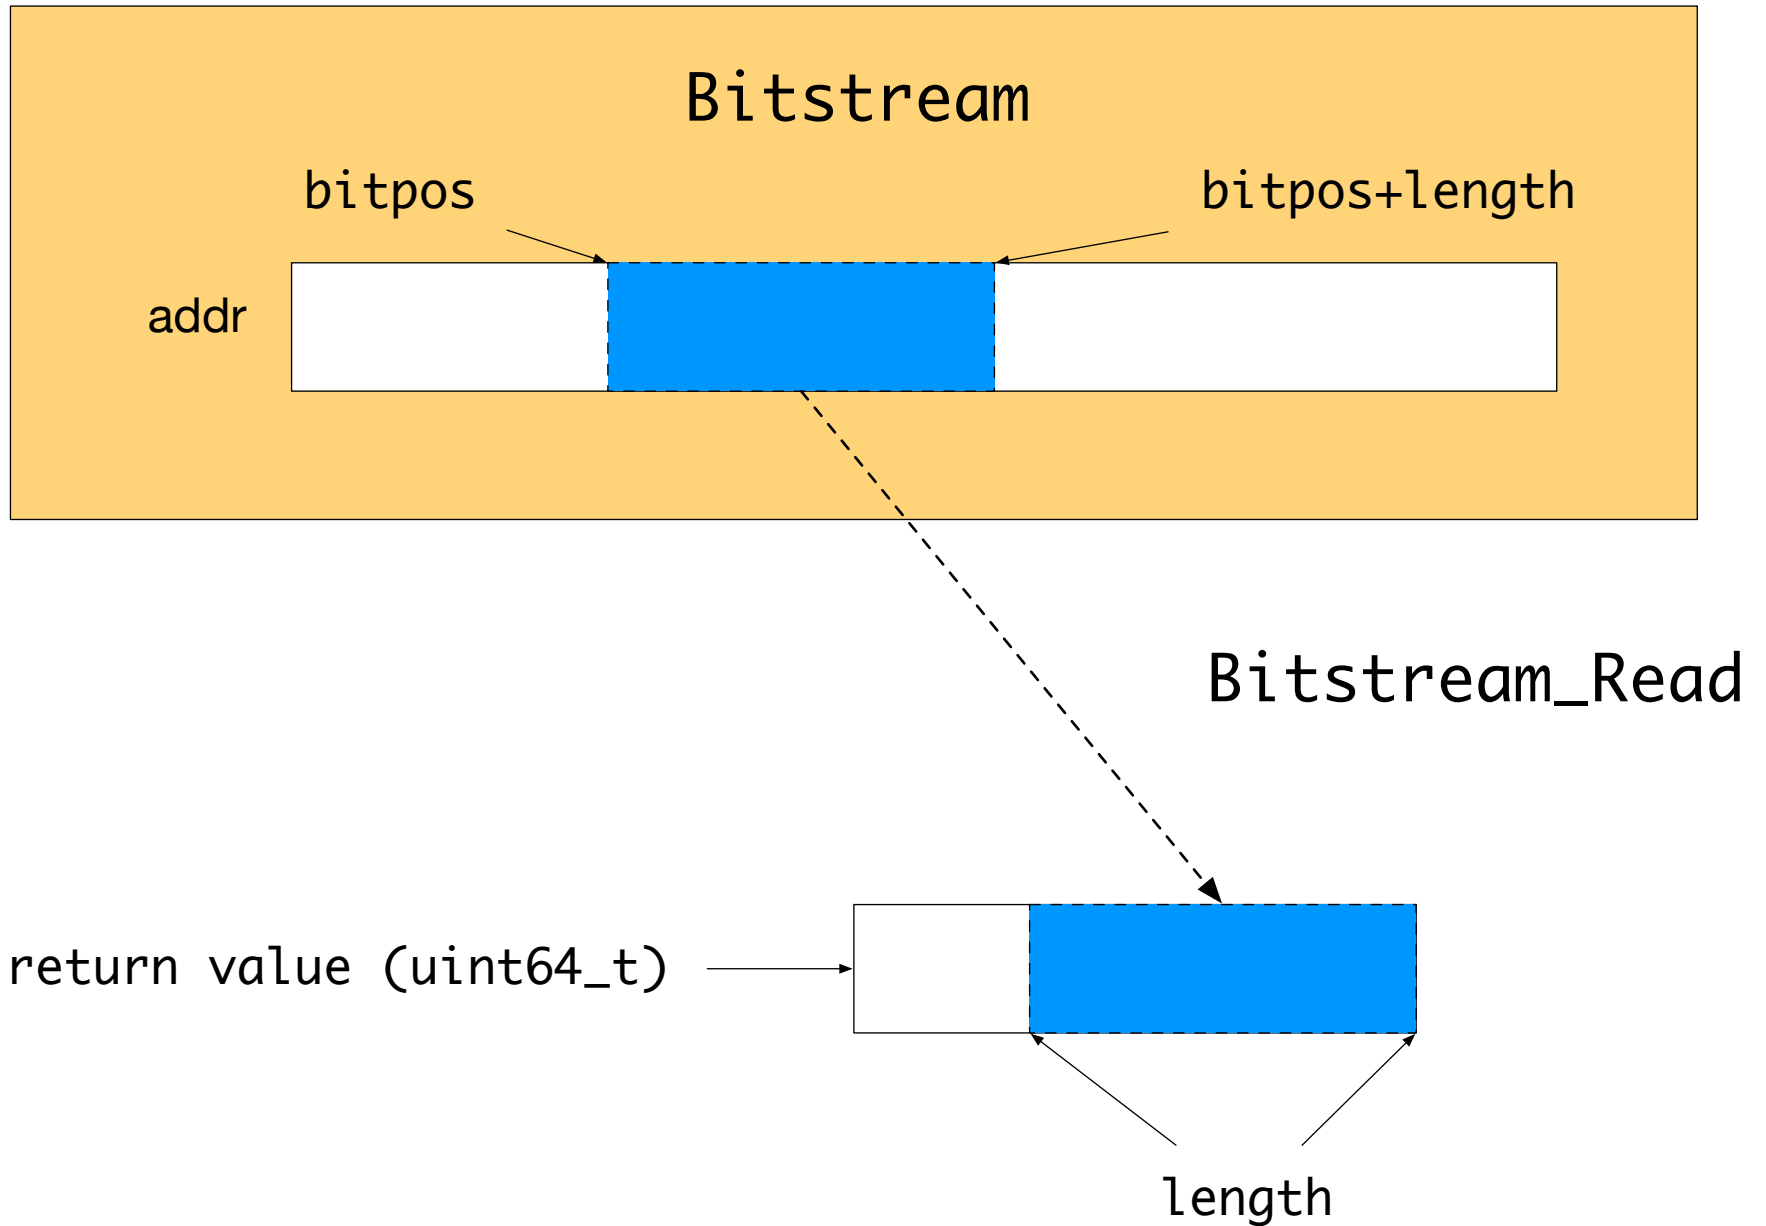 Bitstream
bitpos
bitpos+length
addr
Bitstream_Read
return value (uint64_t)
length